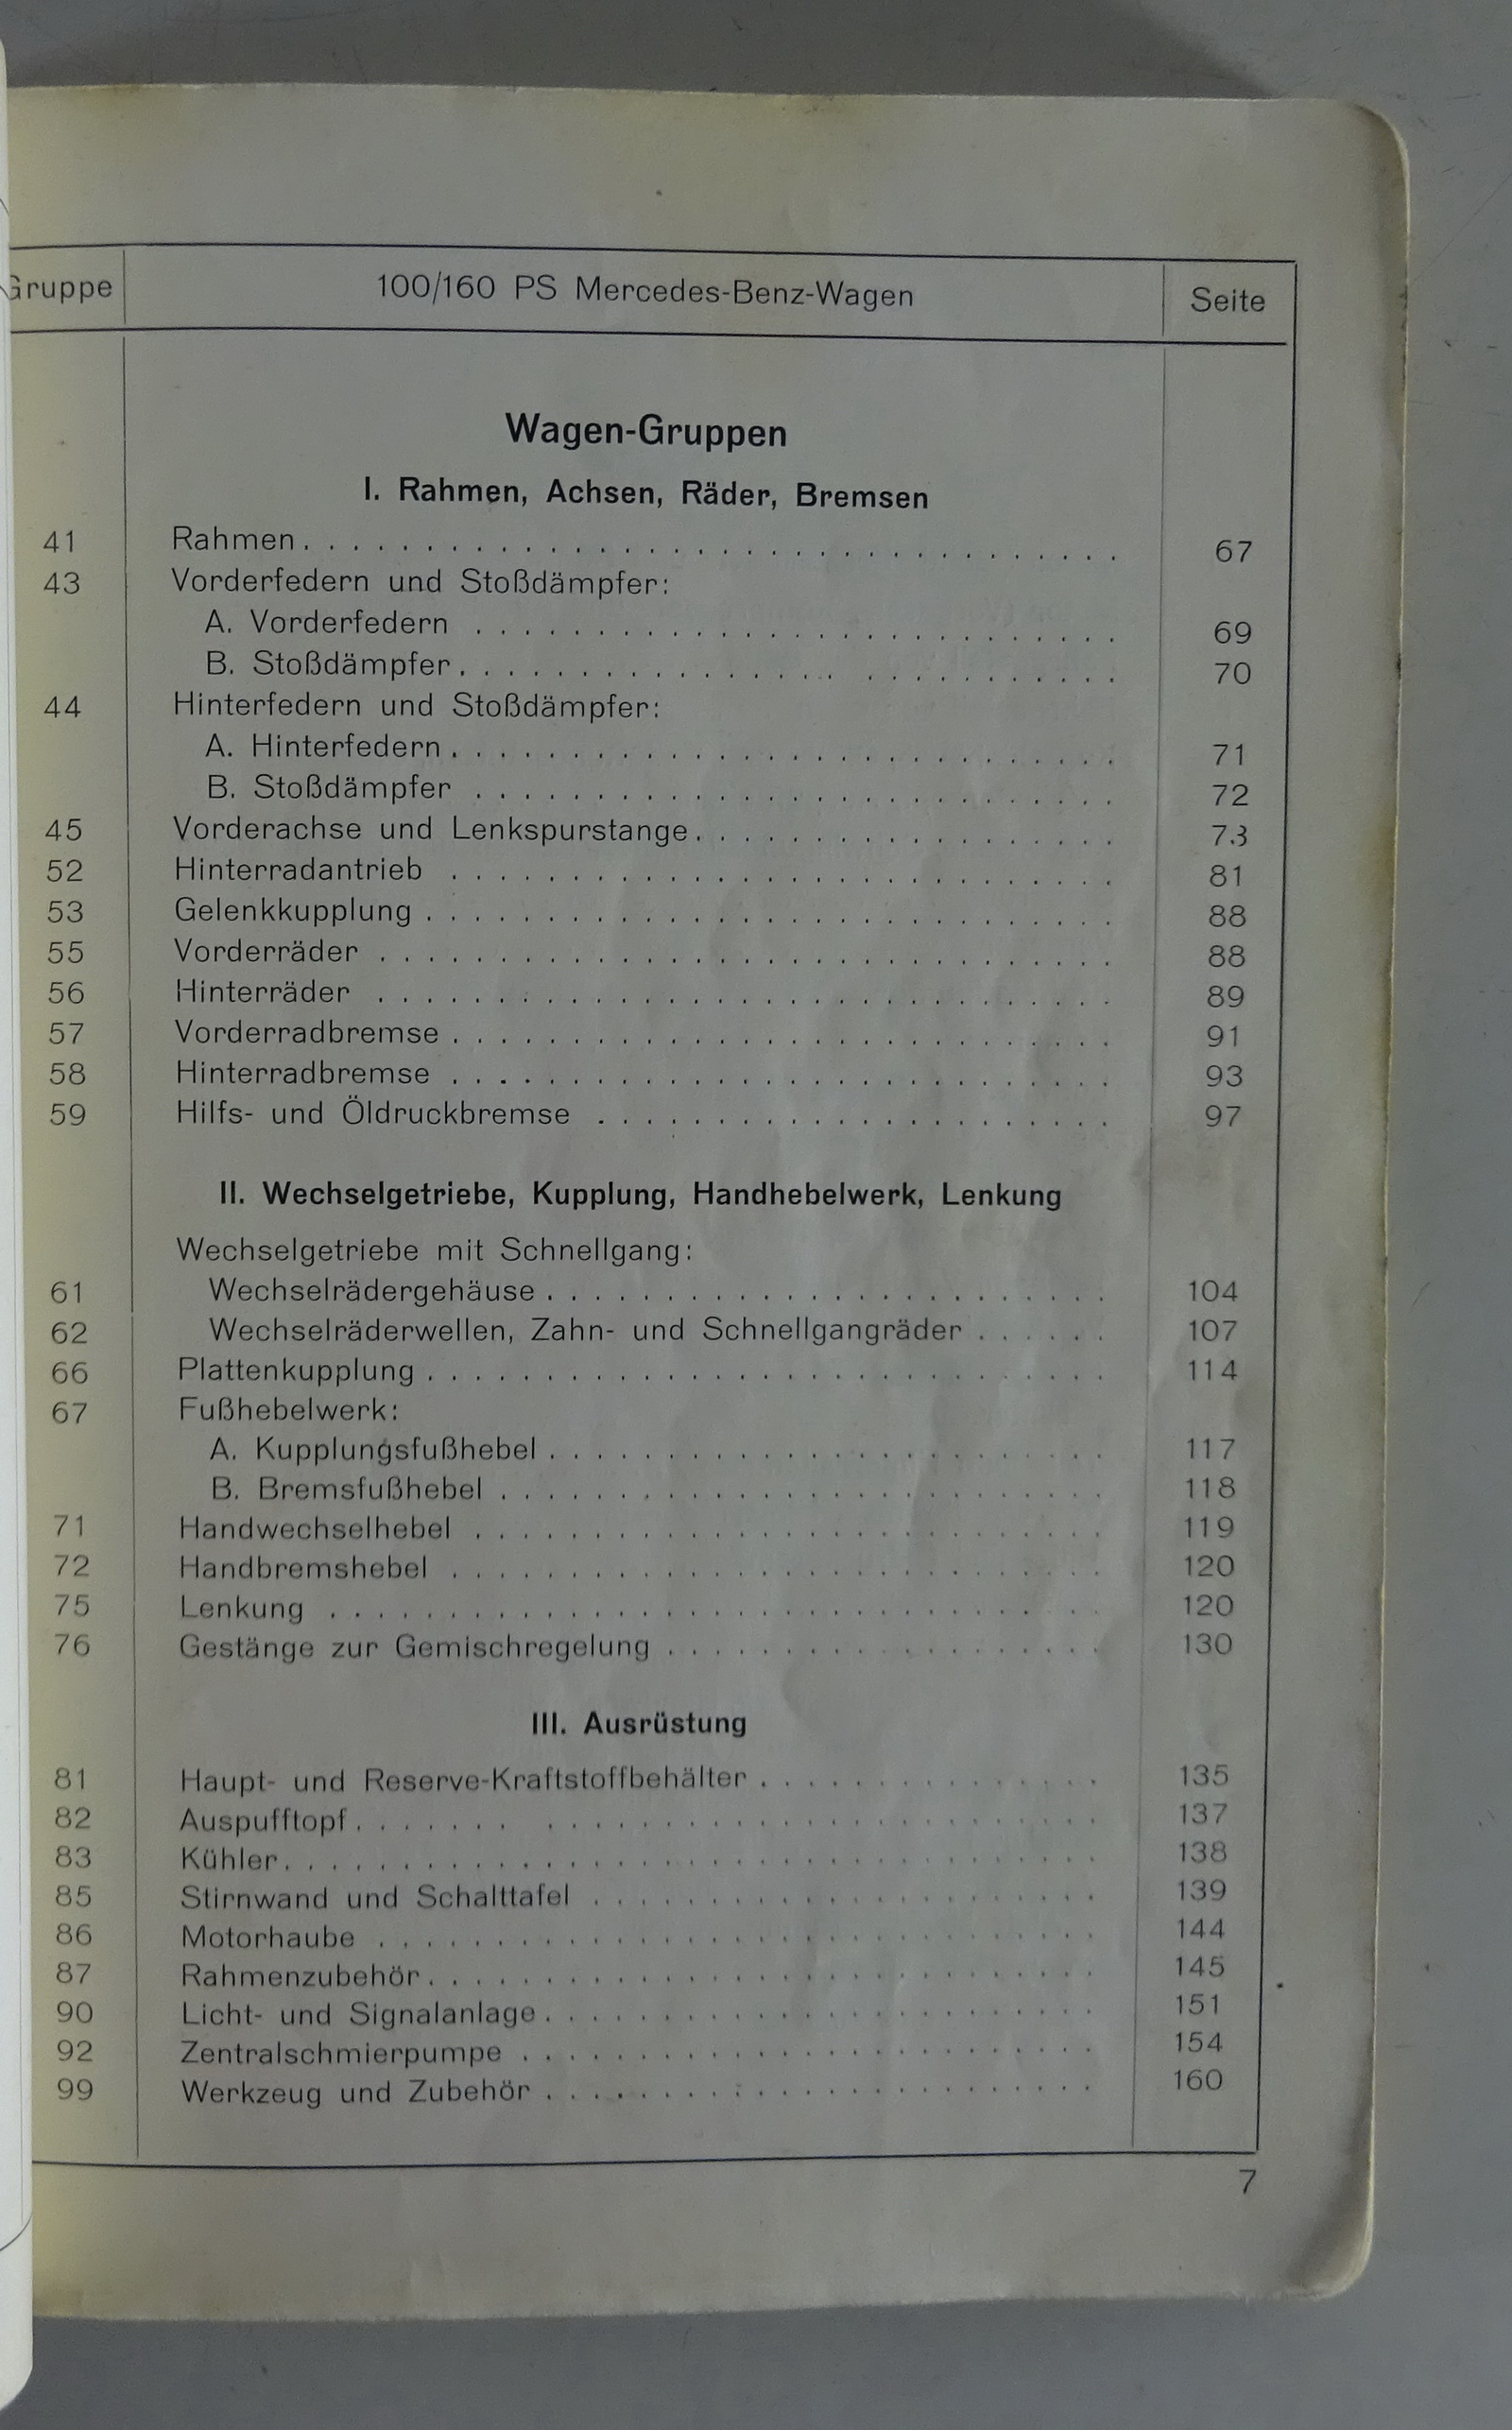 Gruppe 100/160 PS Mercedes-Benz-Wagen Seite
Wagen-Gruppen
I. Rahmen, Achsen, Räder, Bremsen
41 Rahmen . . . . . . . . . . 67
43 Vorderfedern und Stoßdämpfer:
A. Vorderfedern . . . . . . . . . . 69
B. Stoßdämpfer . . . . . . . . . . 70
44 Hinterfedern und Stoßdämpfer:
A. Hinterfedern . . . . . . . . . . 71
B. Stoßdämpfer . . . . . . . . . . 72
45 Vorderachse und Lenkspurstange . . . . . . . . . . 73
52 Hinterradantrieb . . . . . . . . . . 81
53 Gelenkkupplung . . . . . . . . . . 88
55 Vorderräder . . . . . . . . . . 88
56 Hinterräder . . . . . . . . . . 89
57 Vorderradbremse . . . . . . . . . . 91
58 Hinterradbremse . . . . . . . . . . 93
59 Hilfs- und Öldruckbremse . . . . . . . . . . 97
II. Wechselgetriebe, Kupplung, Handhebelwerk, Lenkung
Wechselgetriebe mit Schnellgang:
61 Wechselrädergehäuse . . . . . . . . . . 104
62 Wechselräderwellen, Zahn- und Schnellgangräder . . . . . . 107
66 Plattenkupplung . . . . . . . . . . 114
67 Fußhebelwerk:
A. Kupplungsfußhebel . . . . . . . . . . 117
B. Bremsfußhebel . . . . . . . . . . 118
71 Handwechselhebel . . . . . . . . . . 119
72 Handbremshebel . . . . . . . . . . 120
75 Lenkung . . . . . . . . . . 120
76 Gestänge zur Gemischregelung . . . . . . . . . . 130
III. Ausrüstung
81 Haupt- und Reserve-Kraftstoffbehälter . . . . . . . . . . 135
82 Auspufftopf . . . . . . . . . . 137
83 Kühler . . . . . . . . . . 138
85 Stirnwand und Schalttafel . . . . . . . . . . 139
86 Motorhaube . . . . . . . . . . 144
87 Rahmenzubehör . . . . . . . . . . 145
90 Licht- und Signalanlage . . . . . . . . . . 151
92 Zentralschmierpumpe . . . . . . . . . . 154
99 Werkzeug und Zubehör . . . . . . . . . . 160
7